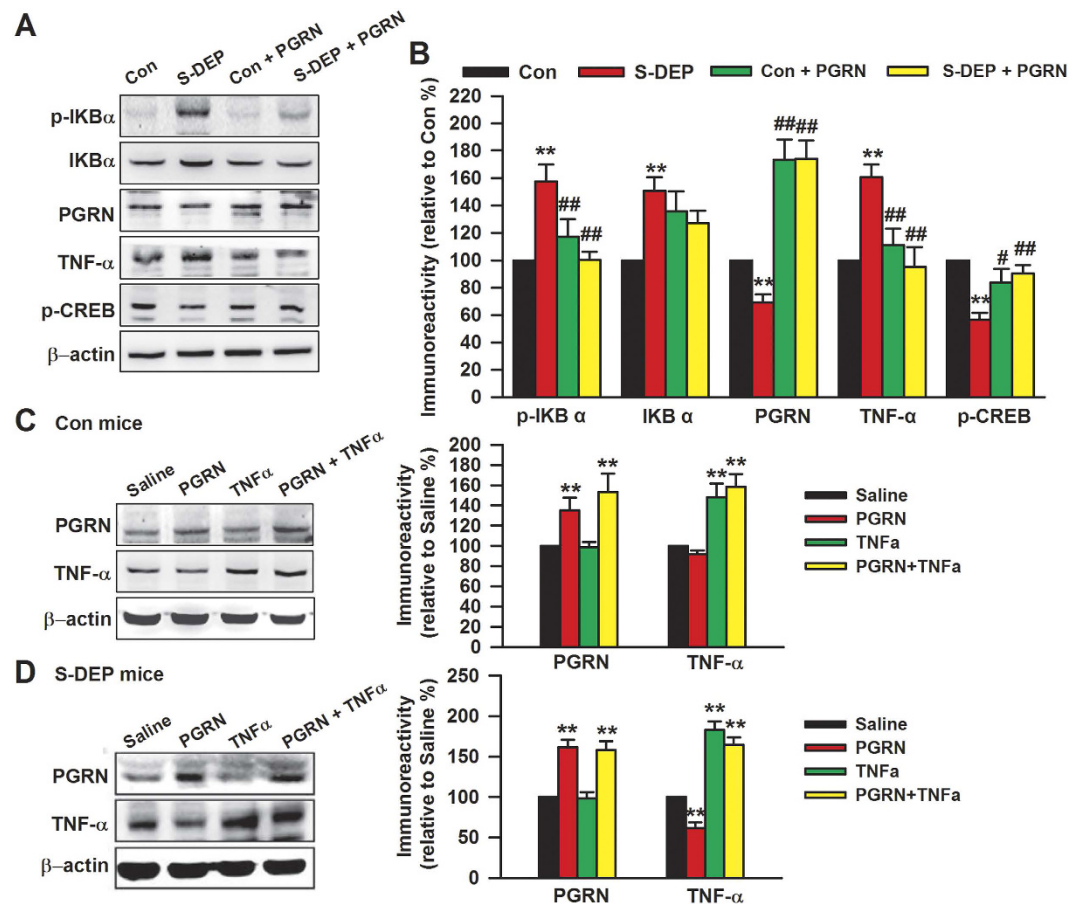 A
Con S-DEP Con + PGRN S-DEP + PGRN
p-IKBα
IKBα
PGRN
TNF-α
p-CREB
β–actin
B
Con S-DEP Con + PGRN S-DEP + PGRN
Immunoreactivity (relative to Con %)
220
200
180
160
140
120
100
80
60
40
20
0
** ## ##
**
** ## ##
** ## ##
** # ##
p-IKB α IKB α PGRN TNF-α p-CREB
C Con mice
Saline PGRN TNFα PGRN + TNFα
PGRN
TNF-α
β–actin
Immunoreactivity
(relative to Saline %)
200
180
160
140
120
100
80
60
40
20
0
** **
** **
PGRN TNF-α
Saline
PGRN
TNFa
PGRN+TNFa
D S-DEP mice
Saline PGRN TNFα PGRN + TNFα
PGRN
TNF-α
β–actin
Immunoreactivity
(relative to Saline %)
250
200
150
100
50
0
** **
** ** **
PGRN TNF-α
Saline
PGRN
TNFa
PGRN+TNFa